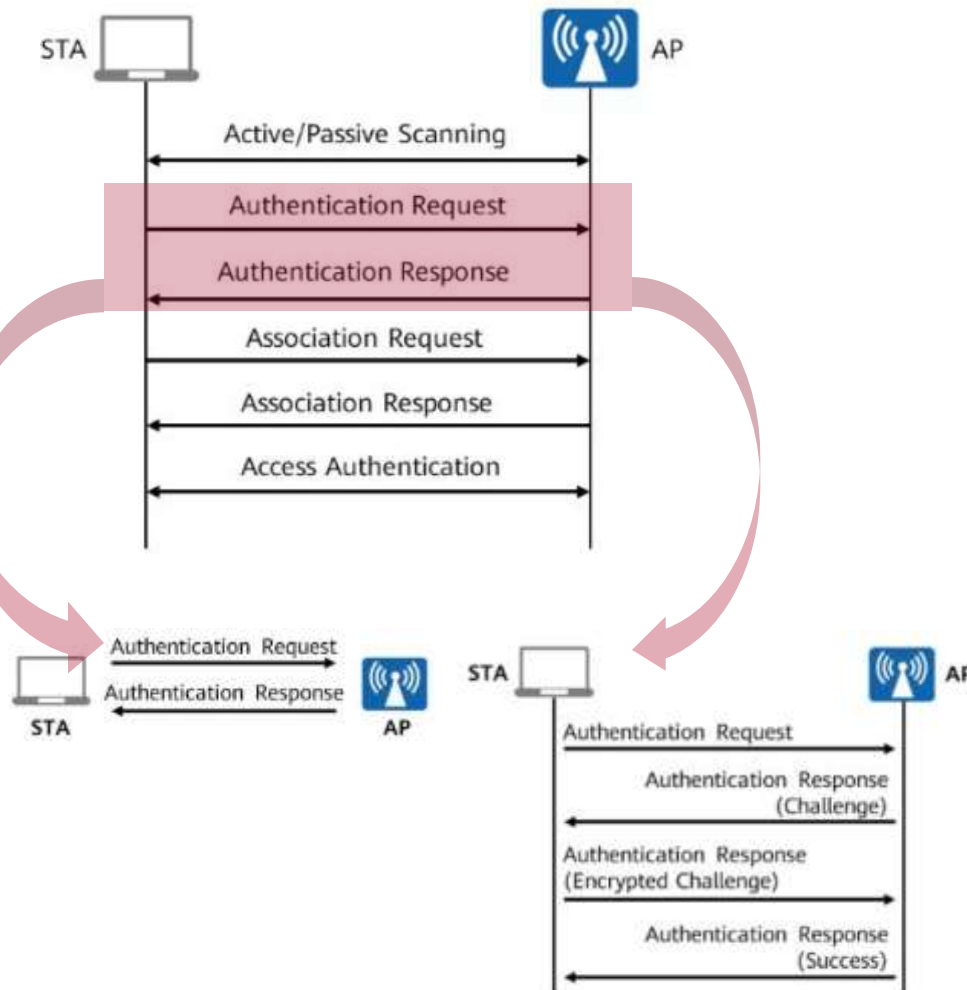 STA
AP
Active/Passive Scanning
Authentication Request
Authentication Response
Association Request
Association Response
Access Authentication
Authentication Request
Authentication Response
STA
AP
STA
AP
Authentication Request
Authentication Response
(Challenge)
Authentication Response
(Encrypted Challenge)
Authentication Response
(Success)